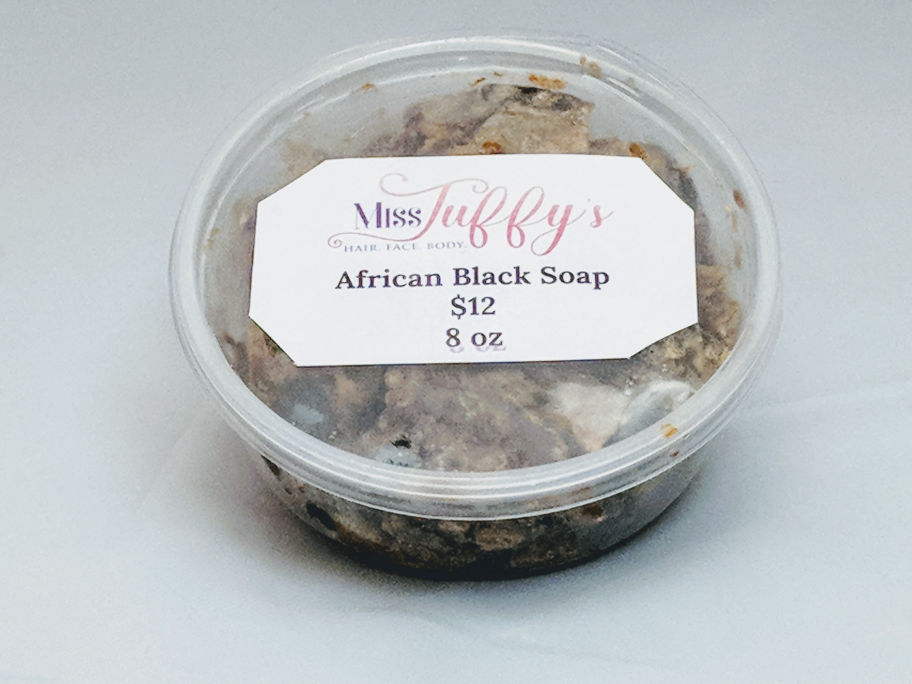 Miss Tuffy's
HAIR. FACE. BODY.
African Black Soap
$12
8 oz